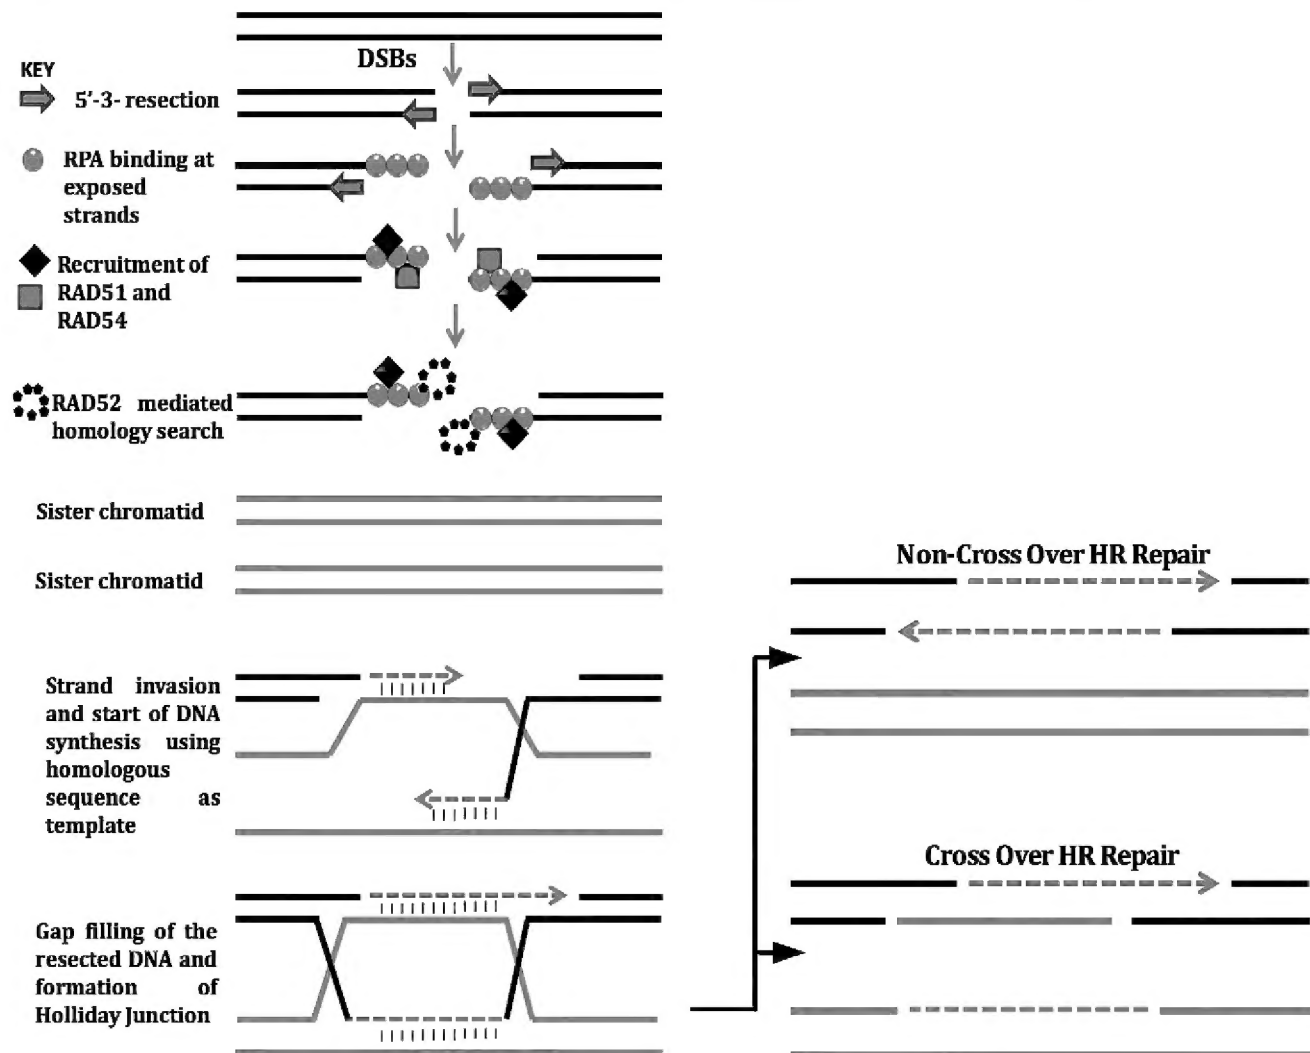 DSBs
KEY
5'-3- resection
RPA binding at
exposed
strands
Recruitment of
RAD51 and
RAD54
RAD52 mediated
homology search
Sister chromatid
Sister chromatid
Strand invasion
and start of DNA
synthesis using
homologous
sequence as
template
Gap filling of the
resected DNA and
formation of
Holliday Junction
Non-Cross Over HR Repair
Cross Over HR Repair